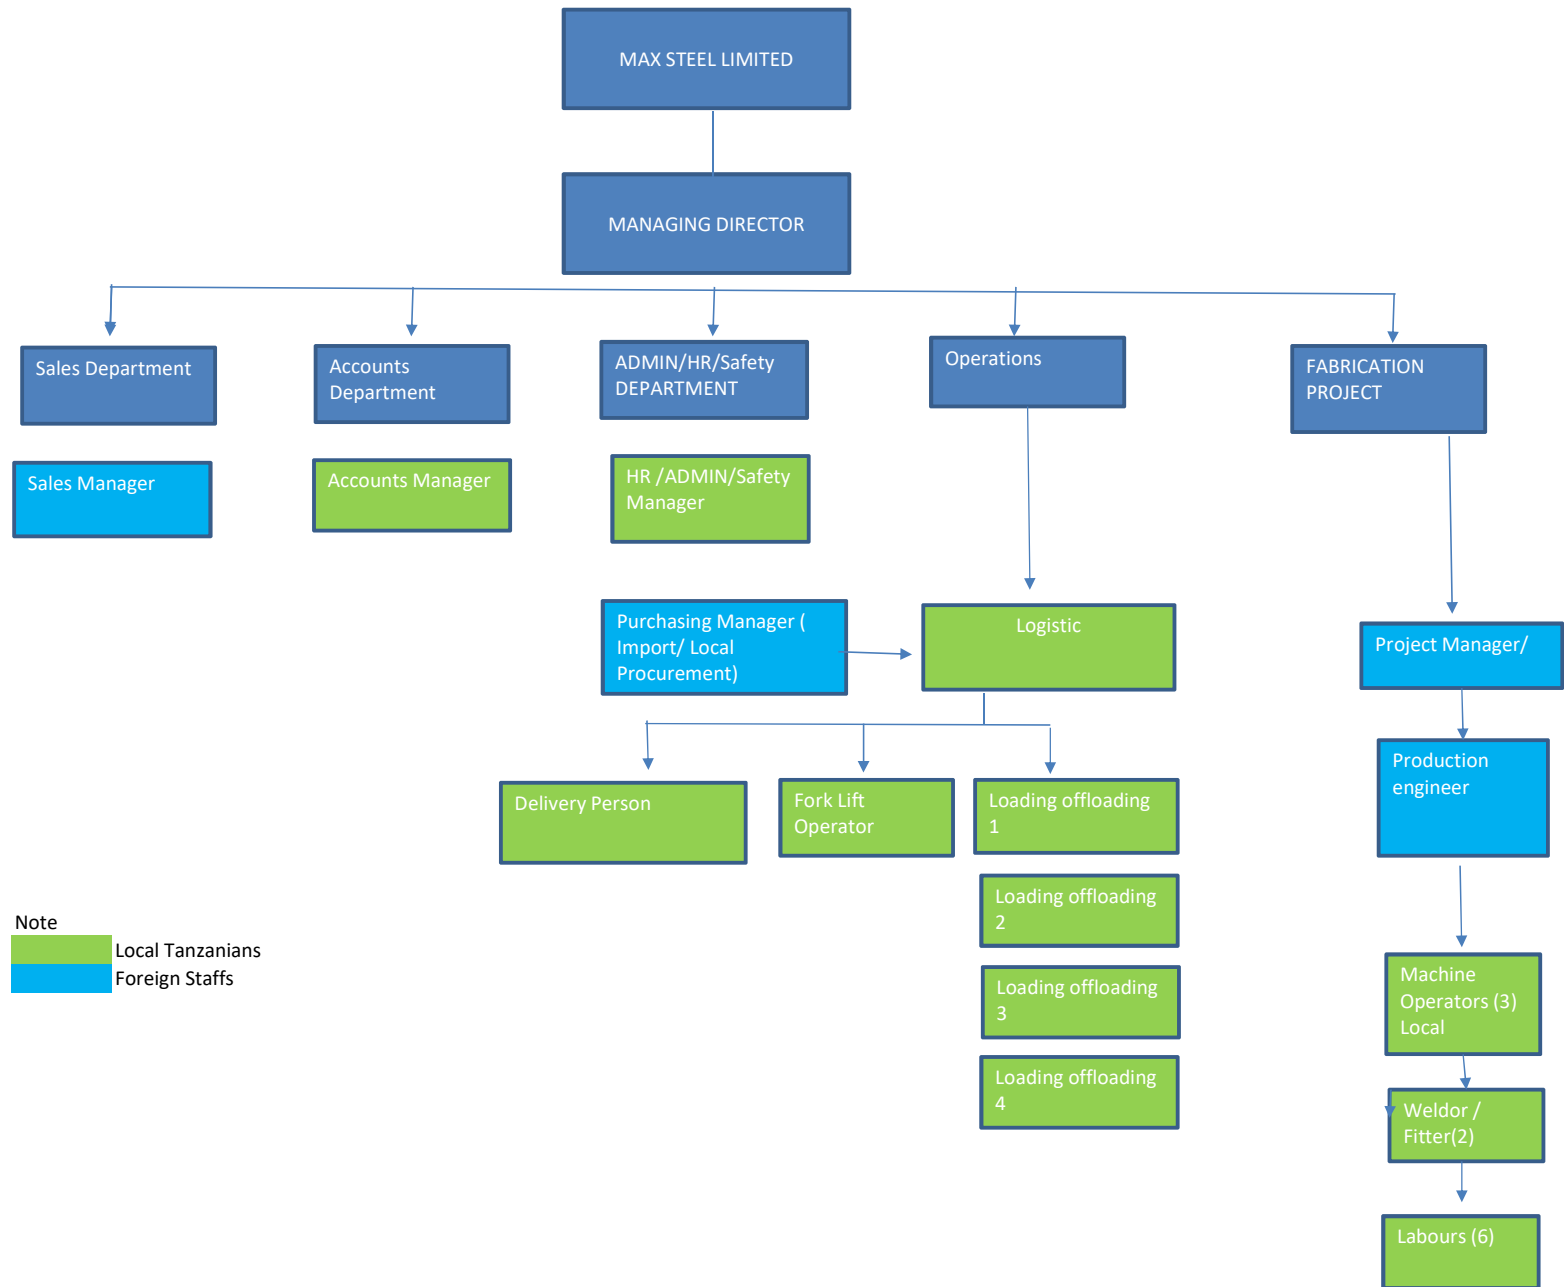 MAX STEEL LIMITED
MANAGING DIRECTOR
Sales Department
Accounts
Department
ADMIN/HR/Safety
DEPARTMENT
Operations
FABRICATION
PROJECT
Sales Manager
Accounts Manager
HR /ADMIN/Safety
Manager
Purchasing Manager (
Import/ Local
Procurement)
Logistic
Project Manager/
Production
engineer
Delivery Person
Fork Lift
Operator
Loading offloading
1
Loading offloading
2
Loading offloading
3
Loading offloading
4
Machine
Operators (3)
Local
Weldor /
Fitter(2)
Labours (6)
Note
Local Tanzanians
Foreign Staffs